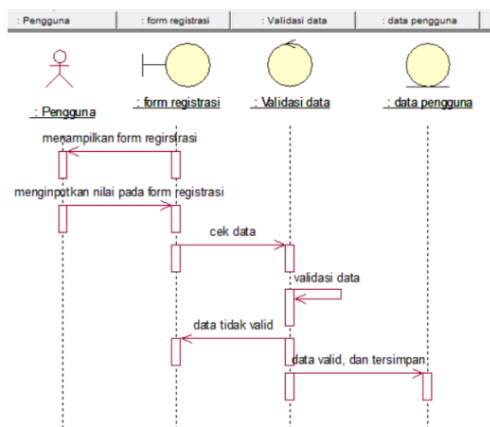 : Pengguna
: form registrasi
: Validasi data
: data pengguna
: Pengguna
: form registrasi
: Validasi data
: data pengguna
menampilkan form regirstrasi
menginputkan nilai pada form registrasi
cek data
validasi data
data tidak valid
data valid, dan tersimpan